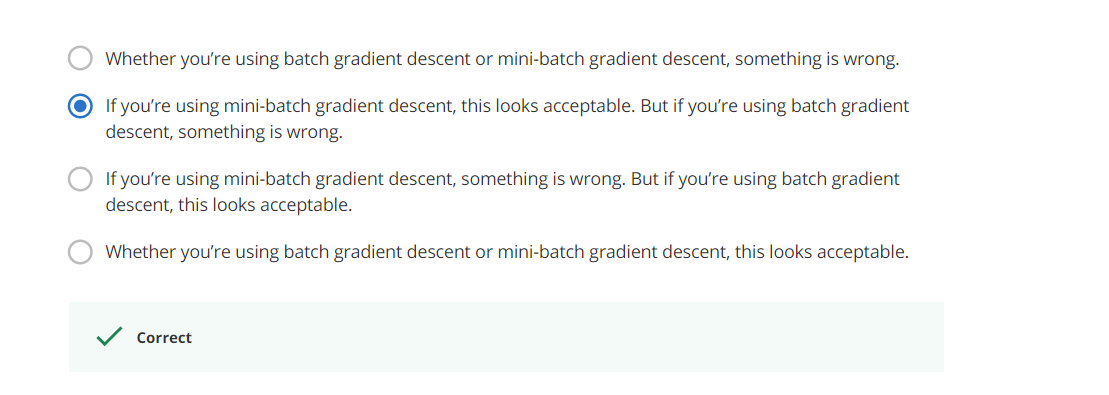 Whether you’re using batch gradient descent or mini-batch gradient descent, something is wrong.
If you’re using mini-batch gradient descent, this looks acceptable. But if you’re using batch gradient
descent, something is wrong.
If you’re using mini-batch gradient descent, something is wrong. But if you’re using batch gradient
descent, this looks acceptable.
Whether you’re using batch gradient descent or mini-batch gradient descent, this looks acceptable.
Correct